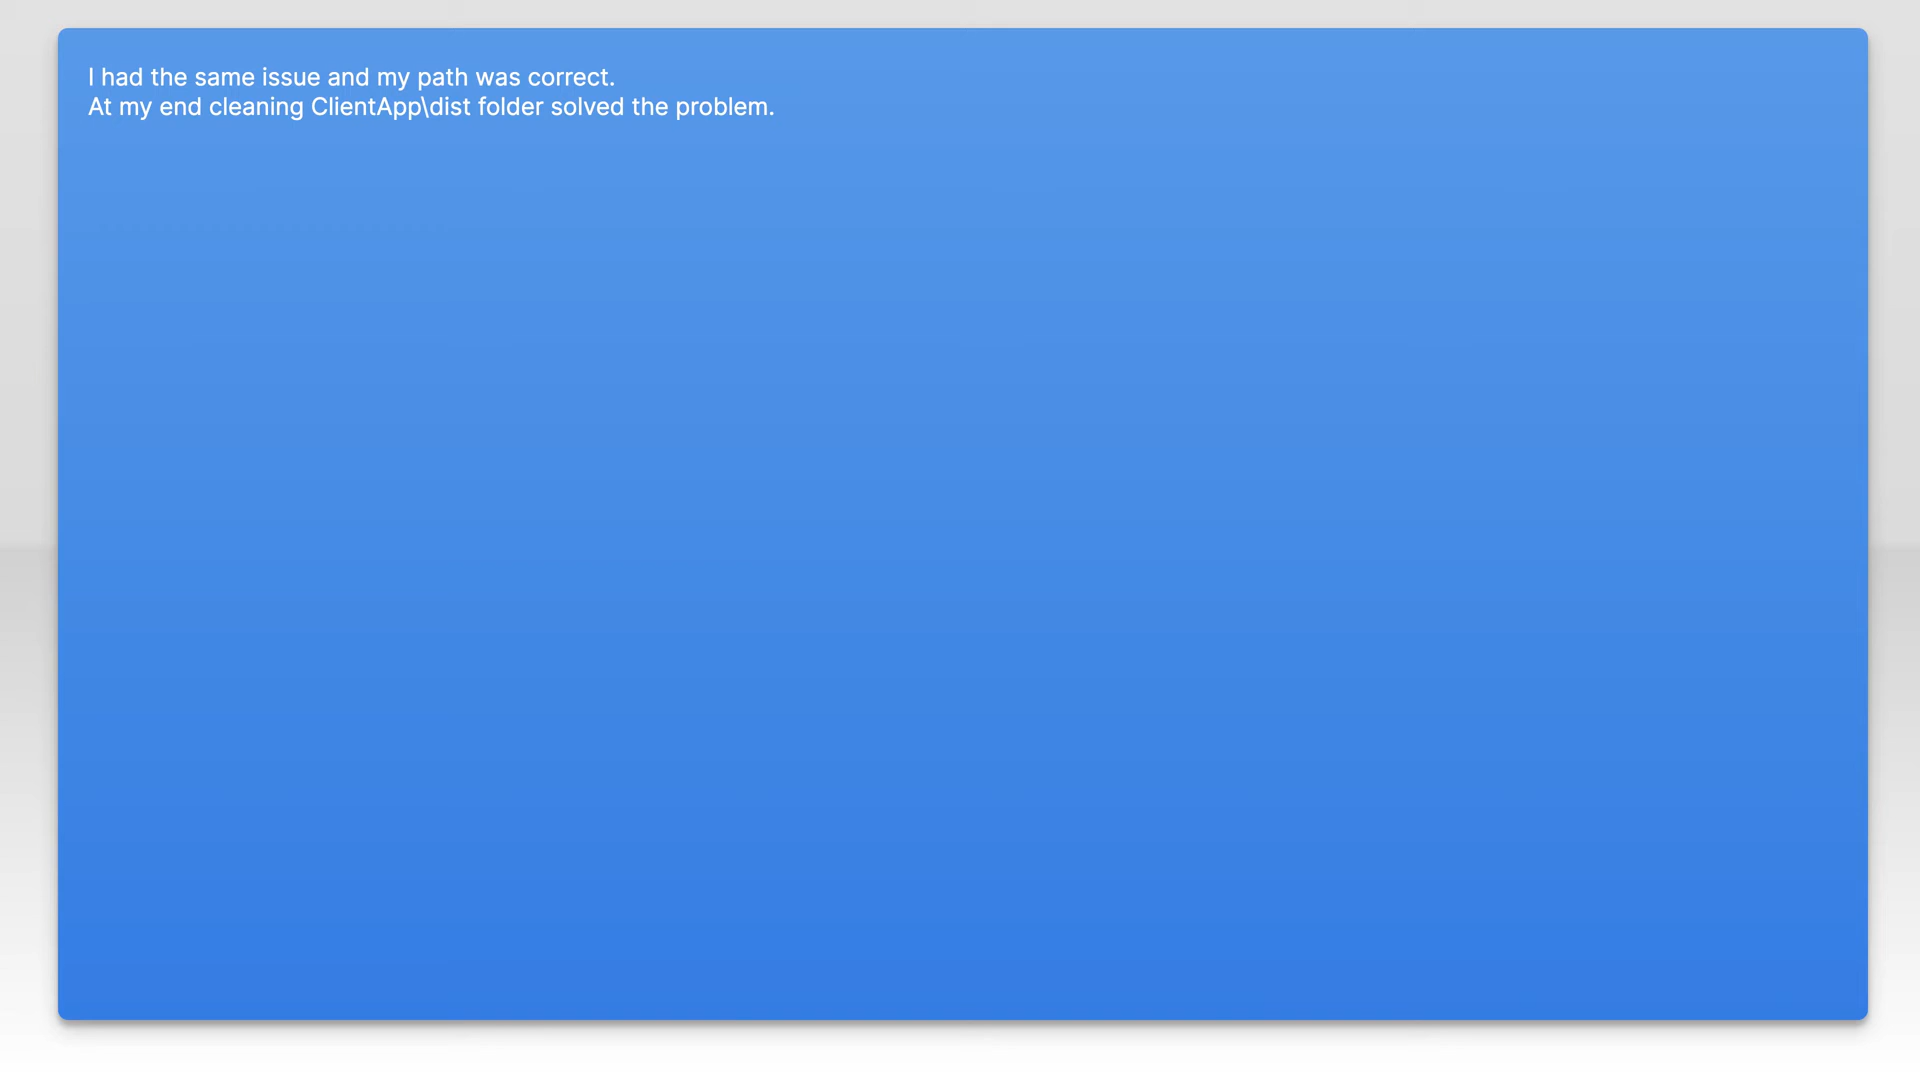 I had the same issue and my path was correct.
At my end cleaning ClientApp\dist folder solved the problem.